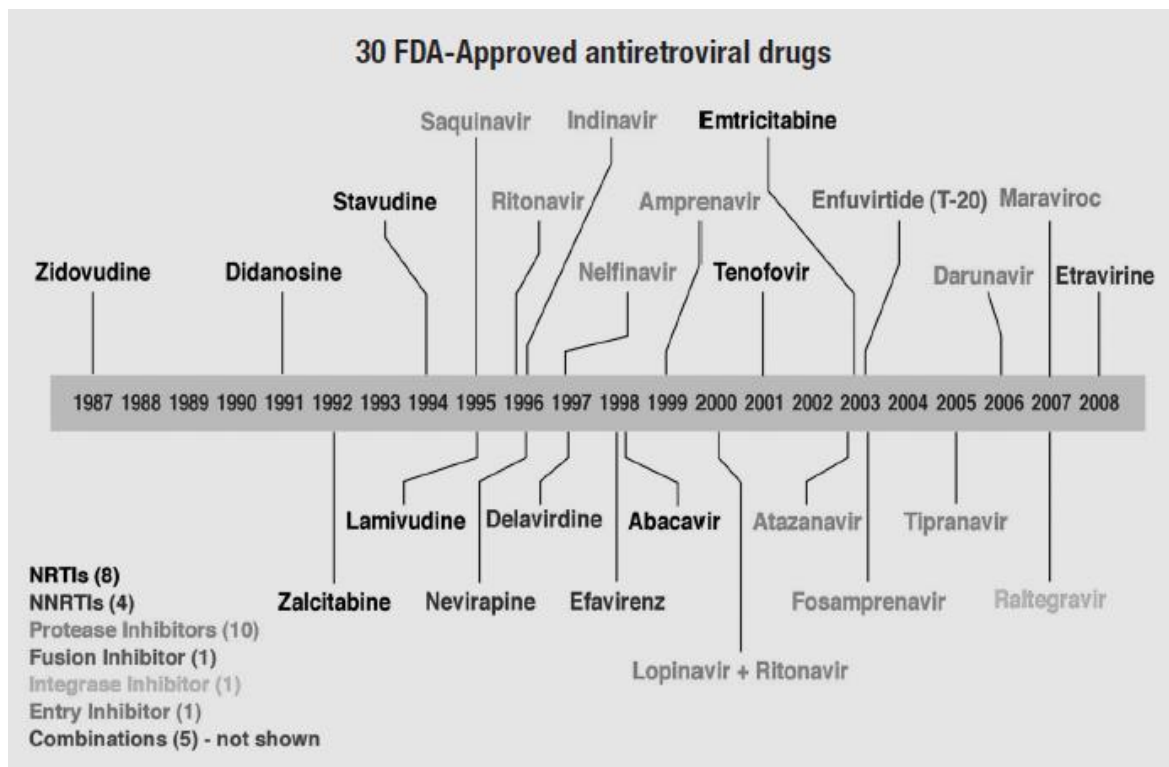 30 FDA-Approved antiretroviral drugs
Saquinavir Indinavir Emtricitabine
Stavudine Ritonavir Amprenavir Enfuvirtide (T-20) Maraviroc
Zidovudine Didanosine Nelfinavir Tenofovir Darunavir Etravirine
1987 1988 1989 1990 1991 1992 1993 1994 1995 1996 1997 1998 1999 2000 2001 2002 2003 2004 2005 2006 2007 2008
Lamivudine Delavirdine Abacavir Atazanavir Tipranavir
Zalcitabine Nevirapine Efavirenz Fosamprenavir Raltegravir
Lopinavir + Ritonavir
NRTIs (8)
NNRTIs (4)
Protease Inhibitors (10)
Fusion Inhibitor (1)
Integrase Inhibitor (1)
Entry Inhibitor (1)
Combinations (5) - not shown